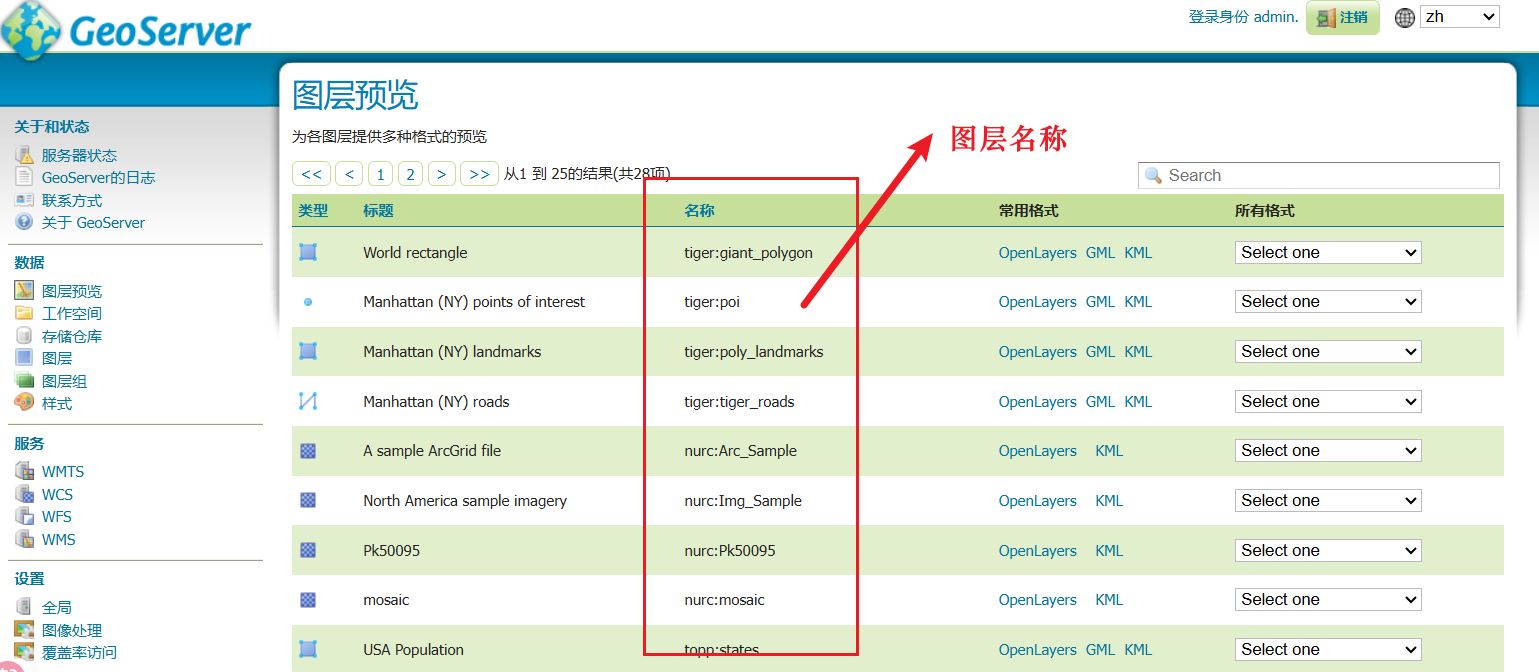 GeoServer
登录身份 admin. 注销 zh
图层预览
为各图层提供多种格式的预览
图层名称
<< < 1 2 > >> 从1 到 25的结果(共28项)
Search
关于和状态
服务器状态
GeoServer的日志
联系方式
关于 GeoServer
数据
图层预览
工作空间
存储仓库
图层
图层组
样式
服务
WMTS
WCS
WFS
WMS
设置
全局
图像处理
覆盖率访问
类型 标题 名称 常用格式 所有格式
World rectangle tiger:giant_polygon OpenLayers GML KML Select one
Manhattan (NY) points of interest tiger:poi OpenLayers GML KML Select one
Manhattan (NY) landmarks tiger:poly_landmarks OpenLayers GML KML Select one
Manhattan (NY) roads tiger:tiger_roads OpenLayers GML KML Select one
A sample ArcGrid file nurc:Arc_Sample OpenLayers KML Select one
North America sample imagery nurc:Img_Sample OpenLayers KML Select one
Pk50095 nurc:Pk50095 OpenLayers KML Select one
mosaic nurc:mosaic OpenLayers KML Select one
USA Population topp:states OpenLayers GML KML Select one